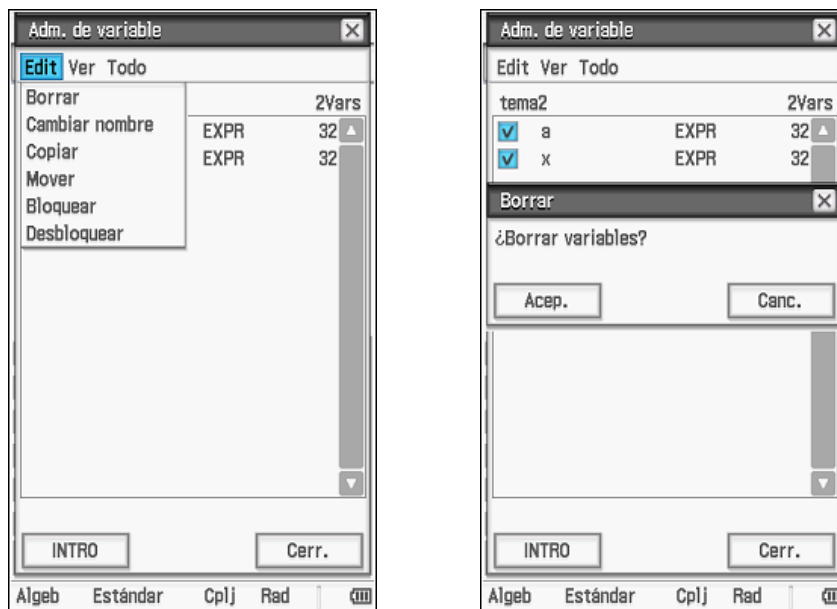 Adm. de variable
Edit Ver Todo
Borrar
2Vars
Cambiar nombre
EXPR 32
Copiar
EXPR 32
Mover
Bloquear
Desbloquear
INTRO Cerr.
Algeb Estándar Cplj Rad
Adm. de variable
Edit Ver Todo
tema2 2Vars
a EXPR 32
x EXPR 32
Borrar
¿Borrar variables?
Acep. Canc.
INTRO Cerr.
Algeb Estándar Cplj Rad